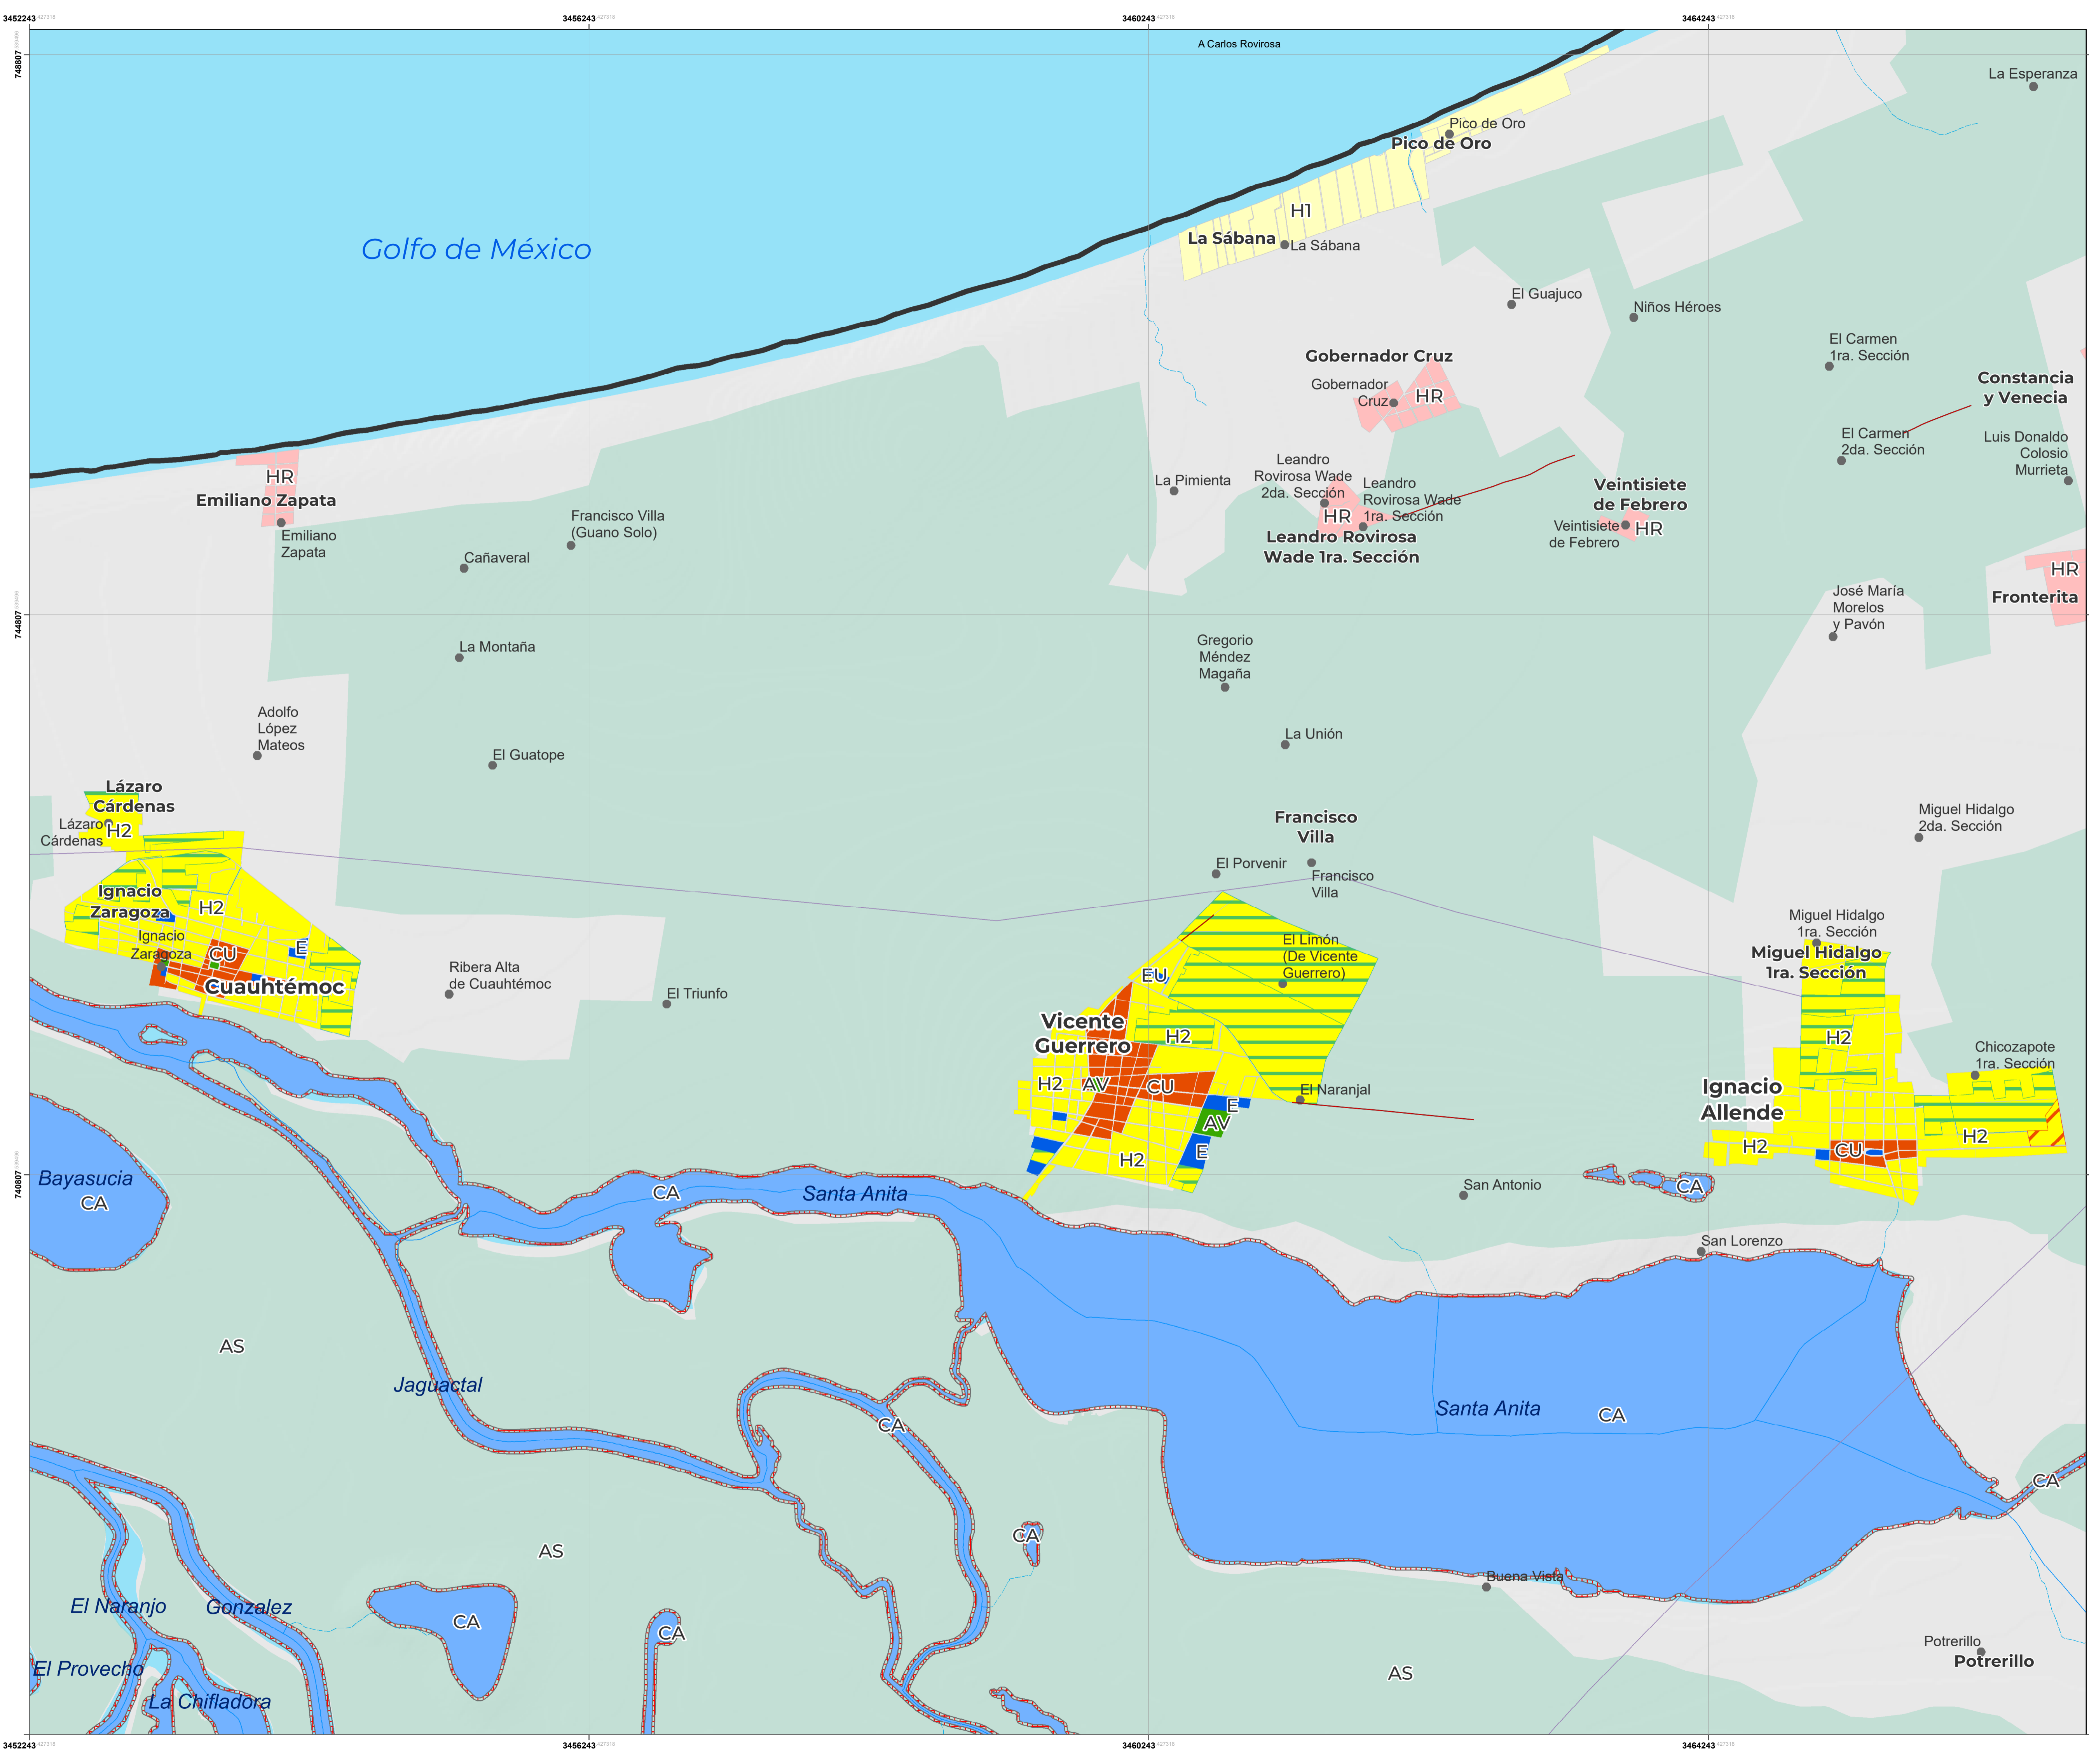 3452243
3456243
3460243
3464243
748807
A Carlos Rovirosa
La Esperanza
Pico de Oro
Pico de Oro
H1
La Sábana
La Sábana
Golfo de México
El Guajuco
Niños Héroes
El Carmen
1ra. Sección
Gobernador Cruz
Gobernador
Cruz
HR
Constancia
y Venecia
El Carmen
2da. Sección
Luis Donaldo
Colosio
Murrieta
HR
Emiliano Zapata
Emiliano
Zapata
Francisco Villa
(Guano Solo)
Cañaveral
La Pimienta
Leandro
Rovirosa Wade
2da. Sección
Leandro
Rovirosa Wade
1ra. Sección
HR
Leandro Rovirosa
Wade 1ra. Sección
Veintisiete
de Febrero
Veintisiete
de Febrero
HR
HR
Fronterita
744807
José María
Morelos
y Pavón
La Montaña
Gregorio
Méndez
Magaña
Adolfo
López
Mateos
El Guatope
La Unión
Lázaro
Cárdenas
Lázaro
Cárdenas
H2
Francisco
Villa
El Porvenir
Francisco
Villa
Miguel Hidalgo
2da. Sección
Ignacio
Zaragoza
H2
Ignacio
Zaragoza
CU
E
Cuauhtémoc
Ribera Alta
de Cuauhtémoc
El Triunfo
El Limón
(De Vicente
Guerrero)
EU
Vicente
Guerrero
H2
H2
AV
CU
El Naranjal
E
AV
E
H2
Miguel Hidalgo
1ra. Sección
Miguel Hidalgo
1ra. Sección
H2
Chicozapote
1ra. Sección
Ignacio
Allende
H2
CU
H2
740807
Bayasucia
CA
CA
Santa Anita
San Antonio
CA
San Lorenzo
AS
Jaguactal
CA
Santa Anita
CA
CA
AS
CA
Buena Vista
El Naranjo
Gonzalez
CA
CA
El Provecho
La Chifladora
AS
Potrerillo
Potrerillo
3452243
3456243
3460243
3464243